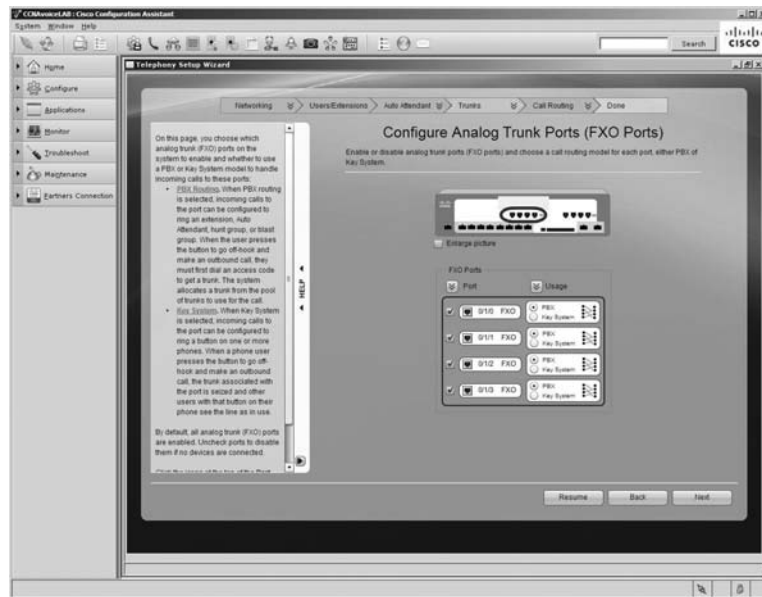 CCNAvoiceLAB : Cisco Configuration Assistant
System Window Help
Search
CISCO
Home
Configure
Applications
Monitor
Troubleshoot
Maintenance
Partners Connection
Telephony Setup Wizard
Networking Users/Extensions Auto Attendant Trunks Call Routing Done
On this page, you choose which
analog trunk (FXO) ports on the
system to enable and whether to use
a PBX or Key System model to handle
incoming calls to these ports:
• PBX Routing. When PBX routing
is selected, incoming calls to
the port can be configured to
ring an extension, Auto
Attendant, hunt group, or blast
group. When the user presses
the button to go off-hook and
make an outbound call, they
must first dial an access code
to get a trunk. The system
allocates a trunk from the pool
of trunks to use for the call.
• Key System. When Key System
is selected, incoming calls to
the port can be configured to
ring a button on one or more
phones. When a phone user
presses the button to go off-
hook and make an outbound
call, the trunk associated with
the port is seized and other
users with that button on their
phone see the line as in use.
By default, all analog trunk (FXO) ports
are enabled. Uncheck ports to disable
them if no devices are connected.
HELP
Configure Analog Trunk Ports (FXO Ports)
Enable or disable analog trunk ports (FXO ports) and choose a call routing model for each port, either PBX of
Key System.
Enlarge picture
FXO Ports
Port Usage
0/1/0 FXO PBX
Key System
0/1/1 FXO PBX
Key System
0/1/2 FXO PBX
Key System
0/1/3 FXO PBX
Key System
Resume Back Next